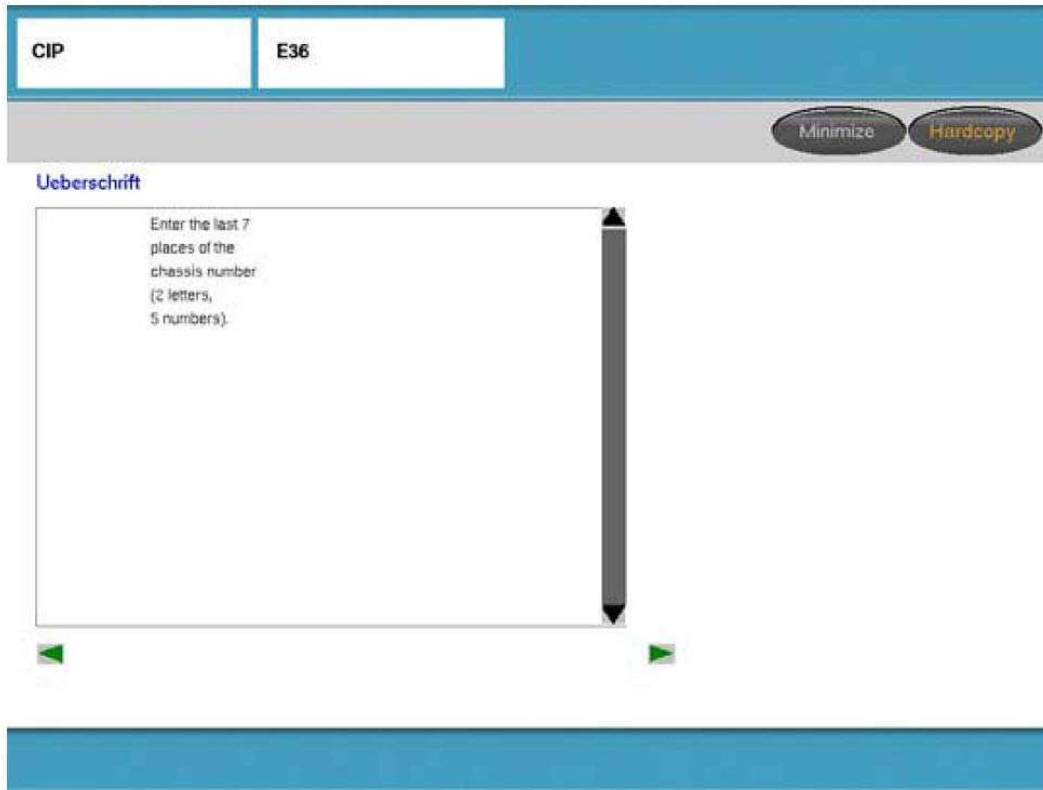 CIP
E36
Minimize
Hardcopy
Ueberschrift
Enter the last 7
places of the
chassis number
(2 letters,
5 numbers).